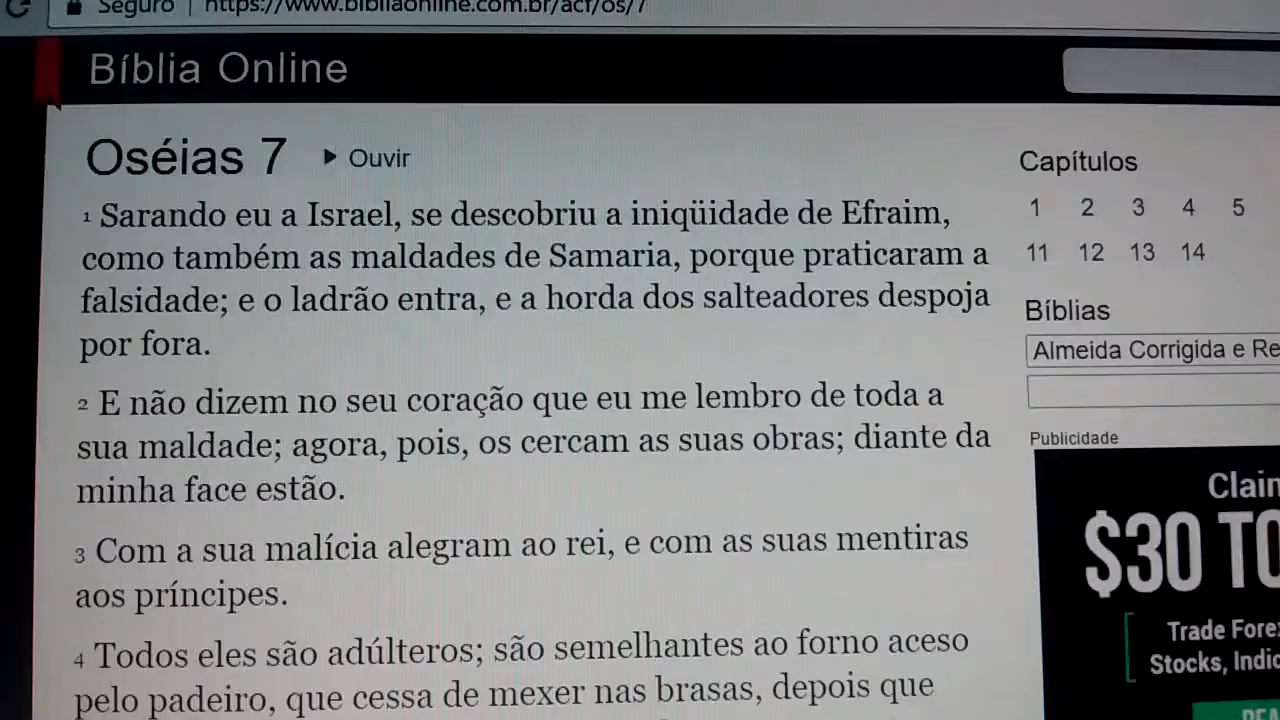 Seguro | https://www.bibliaonline.com.br/acf/os/7
Bíblia Online
Oséias 7 ▶ Ouvir
1 Sarando eu a Israel, se descobriu a iniqüidade de Efraim,
como também as maldades de Samaria, porque praticaram a
falsidade; e o ladrão entra, e a horda dos salteadores despoja
por fora.
2 E não dizem no seu coração que eu me lembro de toda a
sua maldade; agora, pois, os cercam as suas obras; diante da
minha face estão.
3 Com a sua malícia alegram ao rei, e com as suas mentiras
aos príncipes.
4 Todos eles são adúlteros; são semelhantes ao forno aceso
pelo padeiro, que cessa de mexer nas brasas, depois que
Capítulos
1 2 3 4 5
11 12 13 14
Bíblias
Almeida Corrigida e Re
Publicidade
Clain
$30 TO
Trade Fore
Stocks, Indic